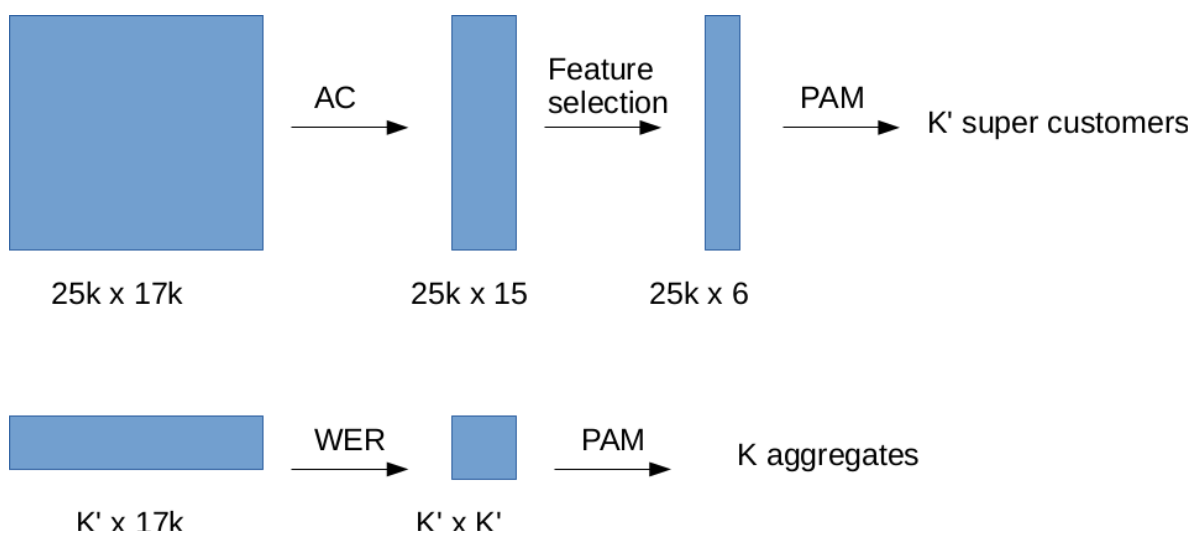 AC
Feature
selection
PAM
K' super customers
25k x 17k
25k x 15
25k x 6
WER
PAM
K aggregates
K' x 17k
K' x K'